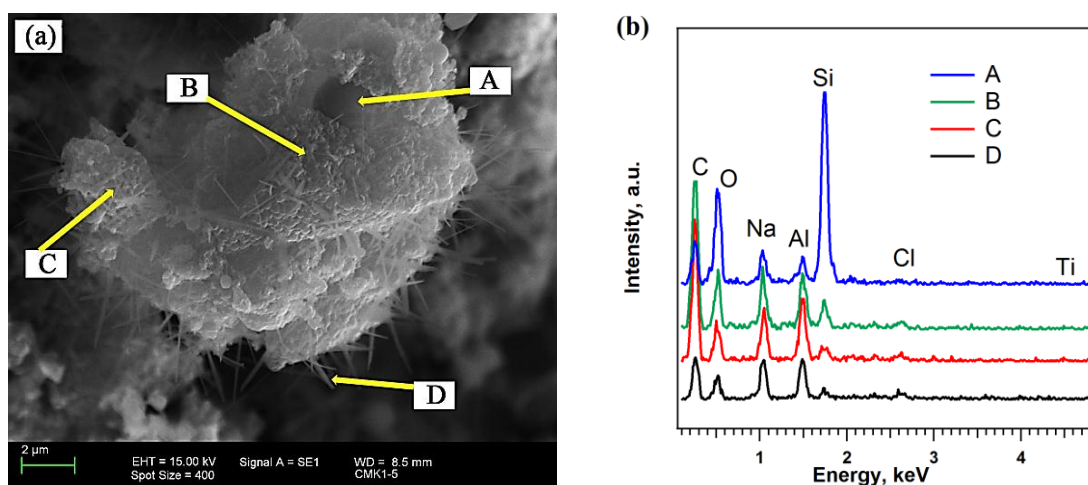 (a)
B
A
C
D
2 µm
EHT = 15.00 kV
Signal A = SE1
WD = 8.5 mm
Spot Size = 400
CMK1-5
(b)
Si
A
B
C
D
C
O
Na
Al
Cl
Ti
Intensity, a.u.
1
2
3
4
Energy, keV